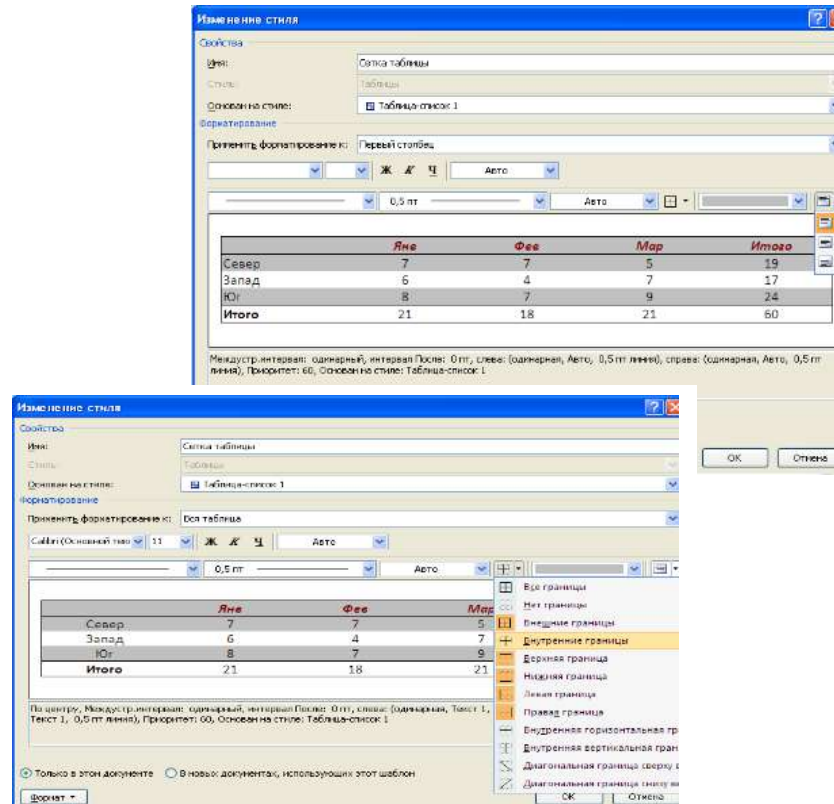 Изменение стиля
Свойства
Имя: Сетка таблицы
Стиль: Таблицы
Основан на стиле: Таблица-список 1
Форматирование
Применить форматирование к: Первый столбец
Ж К Ч Авто
0,5 пт Авто
Янв Фев Мар Итого
Север 7 7 5 19
Запад 6 4 7 17
Юг 8 7 9 24
Итого 21 18 21 60
Междустр.интервал: одинарный, интервал После: 0 пт, слева: (одинарная, Авто, 0,5 пт
линия), справа: (одинарная, Авто, 0,5 пт
линия), Приоритет: 60, Основан на стиле: Таблица-список 1
OK Отмена
Изменение стиля
Свойства
Имя: Сетка таблицы
Стиль: Таблицы
Основан на стиле: Таблица-список 1
Форматирование
Применить форматирование к: Вся таблица
Calibri (Основной тек 11 Ж К Ч Авто
0,5 пт Авто
Янв Фев Мар
Север 7 7 5
Запад 6 4 7
Юг 8 7 9
Итого 21 18 21
Все границы
Нет границы
Внешние границы
Внутренние границы
Верхняя граница
Нижняя граница
Левая граница
Правая граница
Внутренняя горизонтальная гр
Внутренняя вертикальная гран
Диагональная граница сверху в
Диагональная граница снизу вв
По центру, Междустр.интервал: одинарный, интервал После: 0 пт, слева: (одинарная, Текст 1,
Текст 1, 0,5 пт линия), Приоритет: 60, Основан на стиле: Таблица-список 1
Только в этом документе В новых документах, использующих этот шаблон
Формат OK Отмена